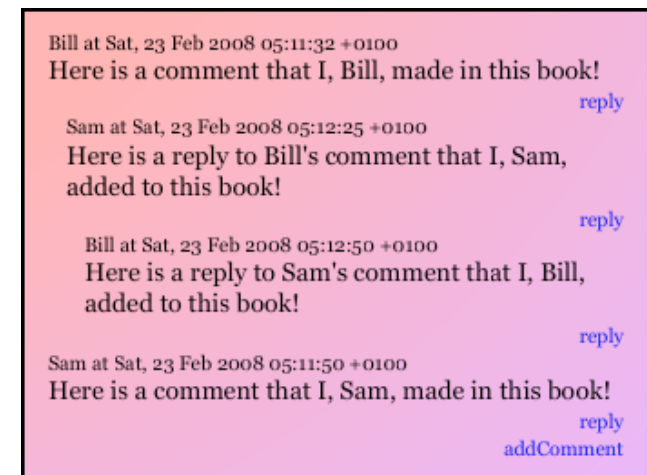 Bill at Sat, 23 Feb 2008 05:11:32 +0100
Here is a comment that I, Bill, made in this book!
reply
Sam at Sat, 23 Feb 2008 05:12:25 +0100
Here is a reply to Bill's comment that I, Sam,
added to this book!
reply
Bill at Sat, 23 Feb 2008 05:12:50 +0100
Here is a reply to Sam's comment that I, Bill,
added to this book!
reply
Sam at Sat, 23 Feb 2008 05:11:50 +0100
Here is a comment that I, Sam, made in this book!
reply
addComment